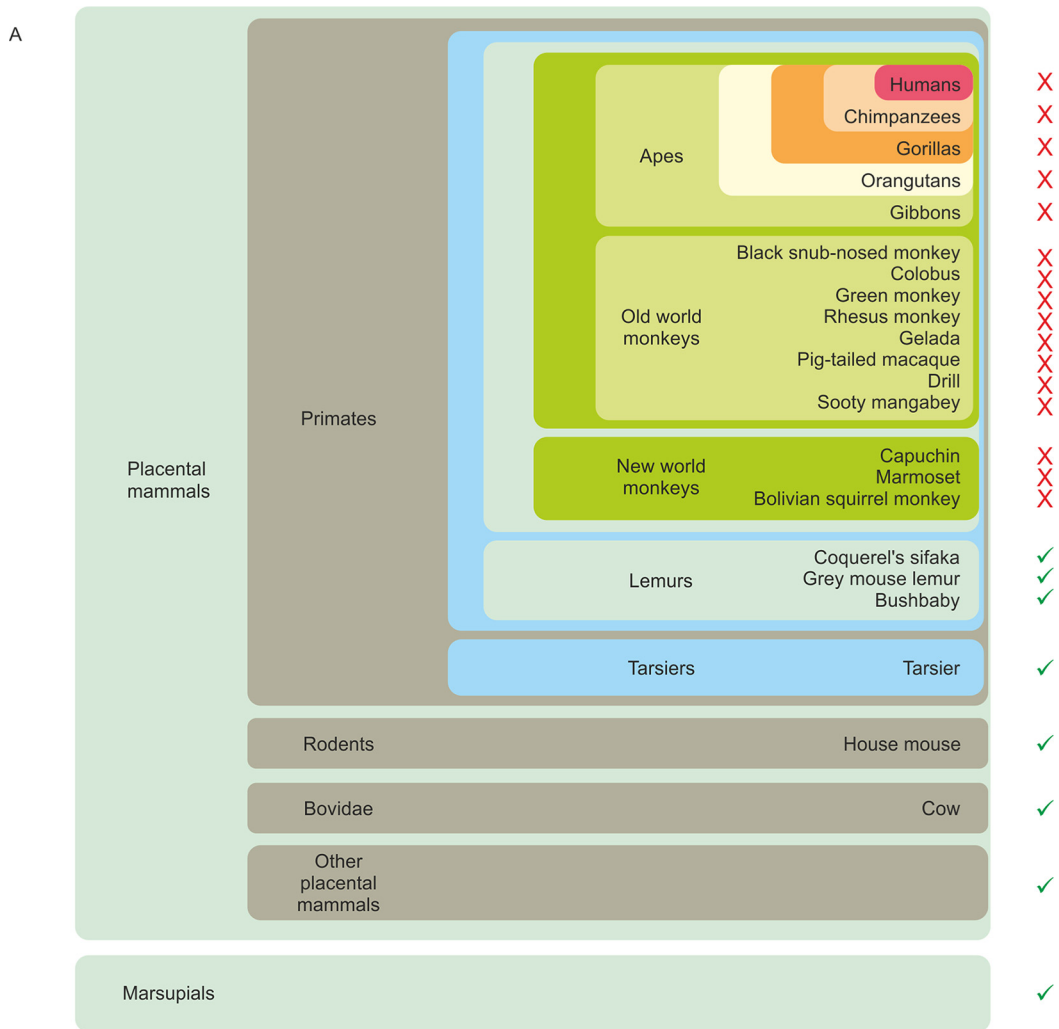 A
Humans
X
Chimpanzees
X
Gorillas
X
Apes
Orangutans
X
Gibbons
X
Black snub-nosed monkey
X
Colobus
X
Green monkey
X
Old world
monkeys
Rhesus monkey
X
Gelada
X
Pig-tailed macaque
X
Drill
X
Sooty mangabey
X
Primates
Placental
mammals
New world
monkeys
Capuchin
X
Marmoset
X
Bolivian squirrel monkey
X
Lemurs
Coquerel's sifaka
✓
Grey mouse lemur
✓
Bushbaby
✓
Tarsiers
Tarsier
✓
Rodents
House mouse
✓
Bovidae
Cow
✓
Other
placental
mammals
✓
Marsupials
✓